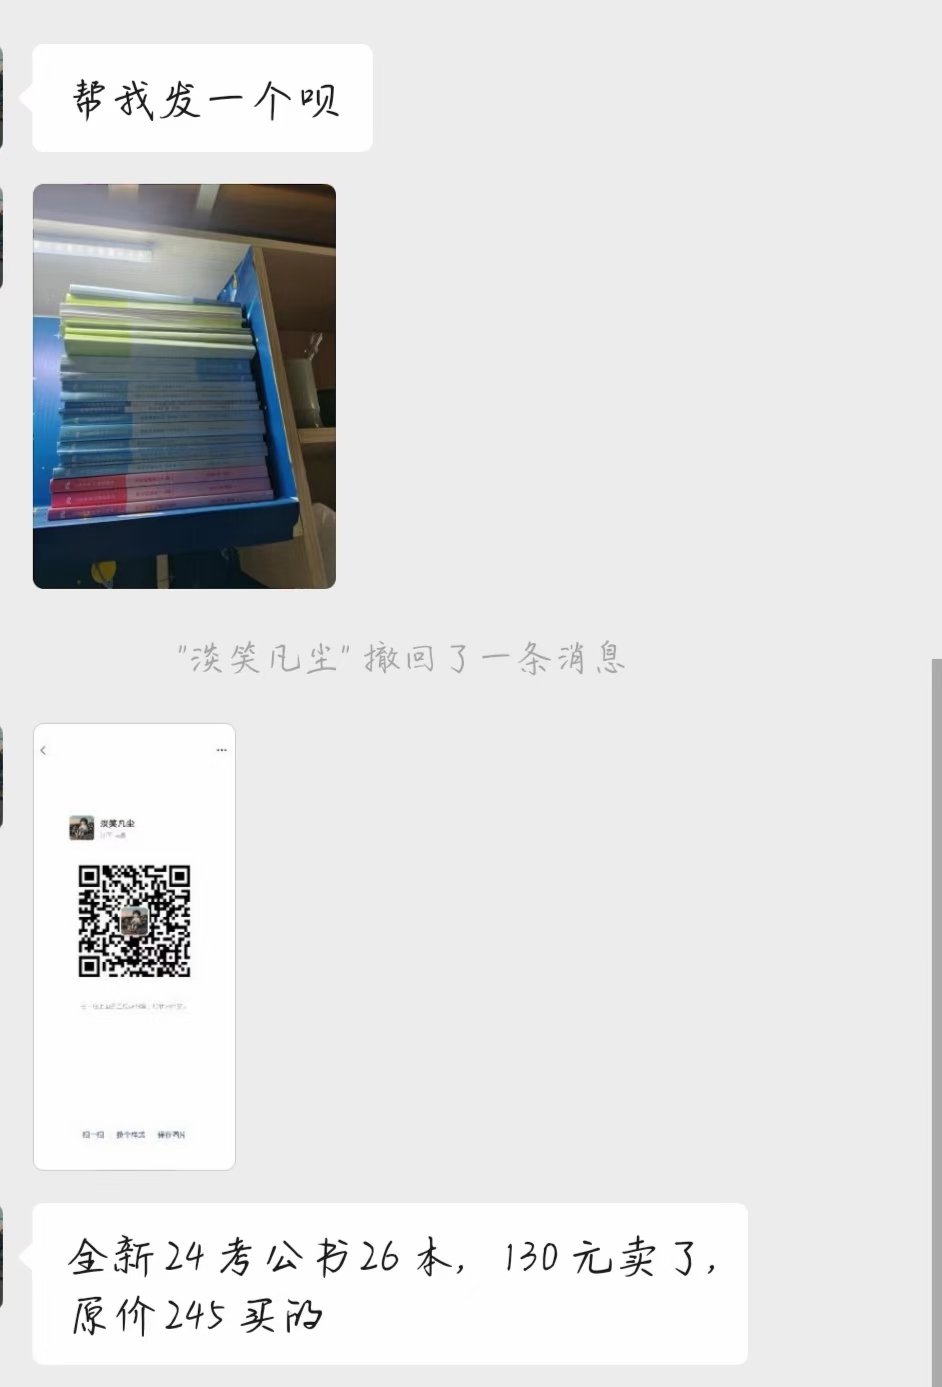 帮我发一个呗
"淡笑凡尘"撤回了一条消息
淡笑凡尘
扫一扫 换个样式 保存图片
全新24考公书26本，130元卖了，
原价245买的